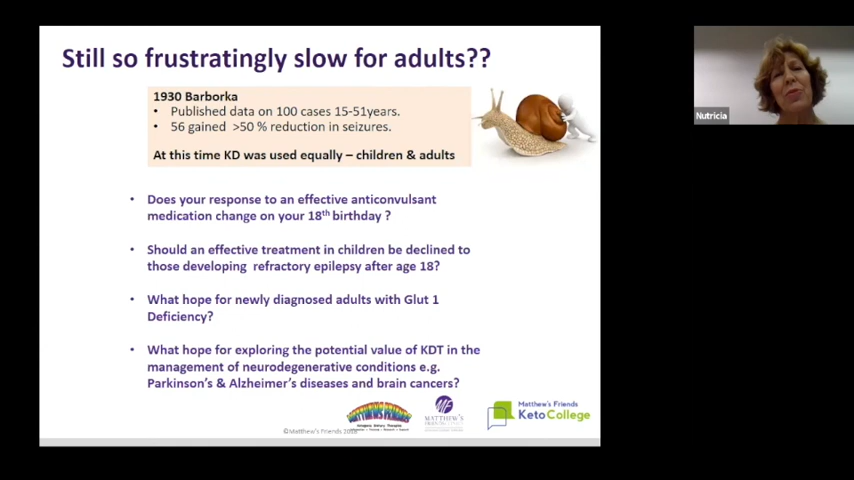 Still so frustratingly slow for adults??
1930 Barborka
• Published data on 100 cases 15-51years.
• 56 gained >50 % reduction in seizures.
At this time KD was used equally – children & adults
Nutricia
• Does your response to an effective anticonvulsant
medication change on your 18th birthday ?
• Should an effective treatment in children be declined to
those developing refractory epilepsy after age 18?
• What hope for newly diagnosed adults with Glut 1
Deficiency?
• What hope for exploring the potential value of KDT in the
management of neurodegenerative conditions e.g.
Parkinson's & Alzheimer's diseases and brain cancers?
MATTHEW'S FRIENDS
MATTHEW'S
Matthew's Friends
KetoCollege
©Matthew's Friends